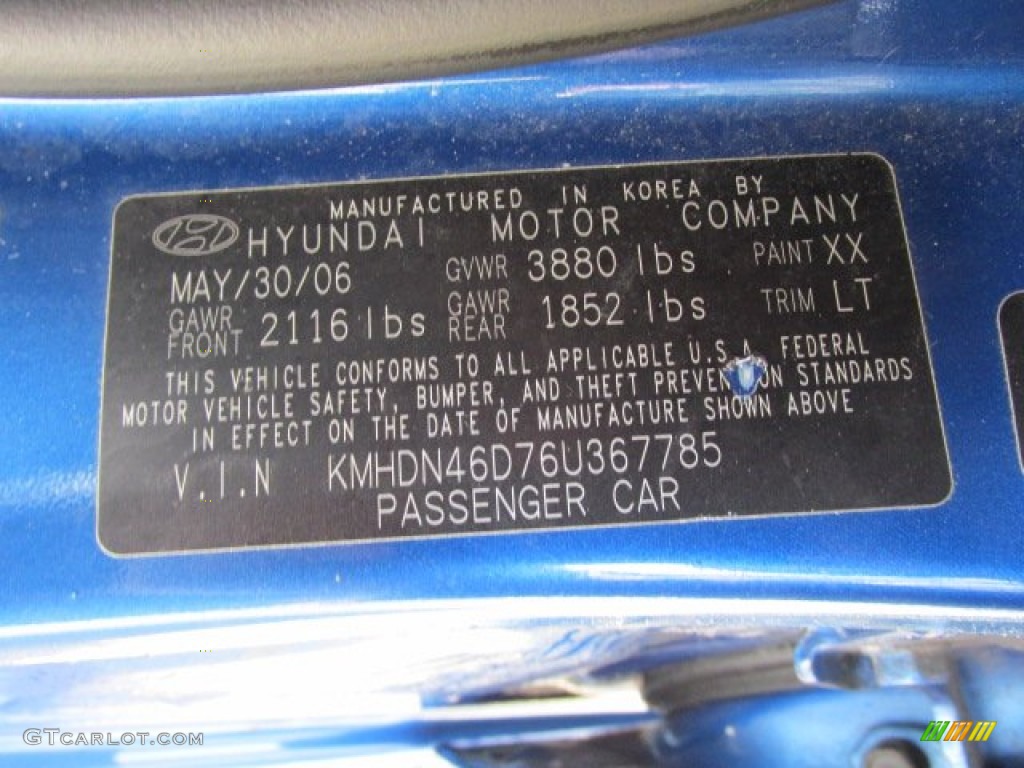 MANUFACTURED IN KOREA BY
HYUNDAI MOTOR COMPANY
MAY/30/06 GVWR 3880 lbs PAINT XX
GAWR FRONT 2116 lbs GAWR REAR 1852 lbs TRIM LT
THIS VEHICLE CONFORMS TO ALL APPLICABLE U.S.A. FEDERAL
MOTOR VEHICLE SAFETY, BUMPER, AND THEFT PREVENTION STANDARDS
IN EFFECT ON THE DATE OF MANUFACTURE SHOWN ABOVE
V.I.N KMHDN46D76U367785
PASSENGER CAR
GTCARLOT.COM